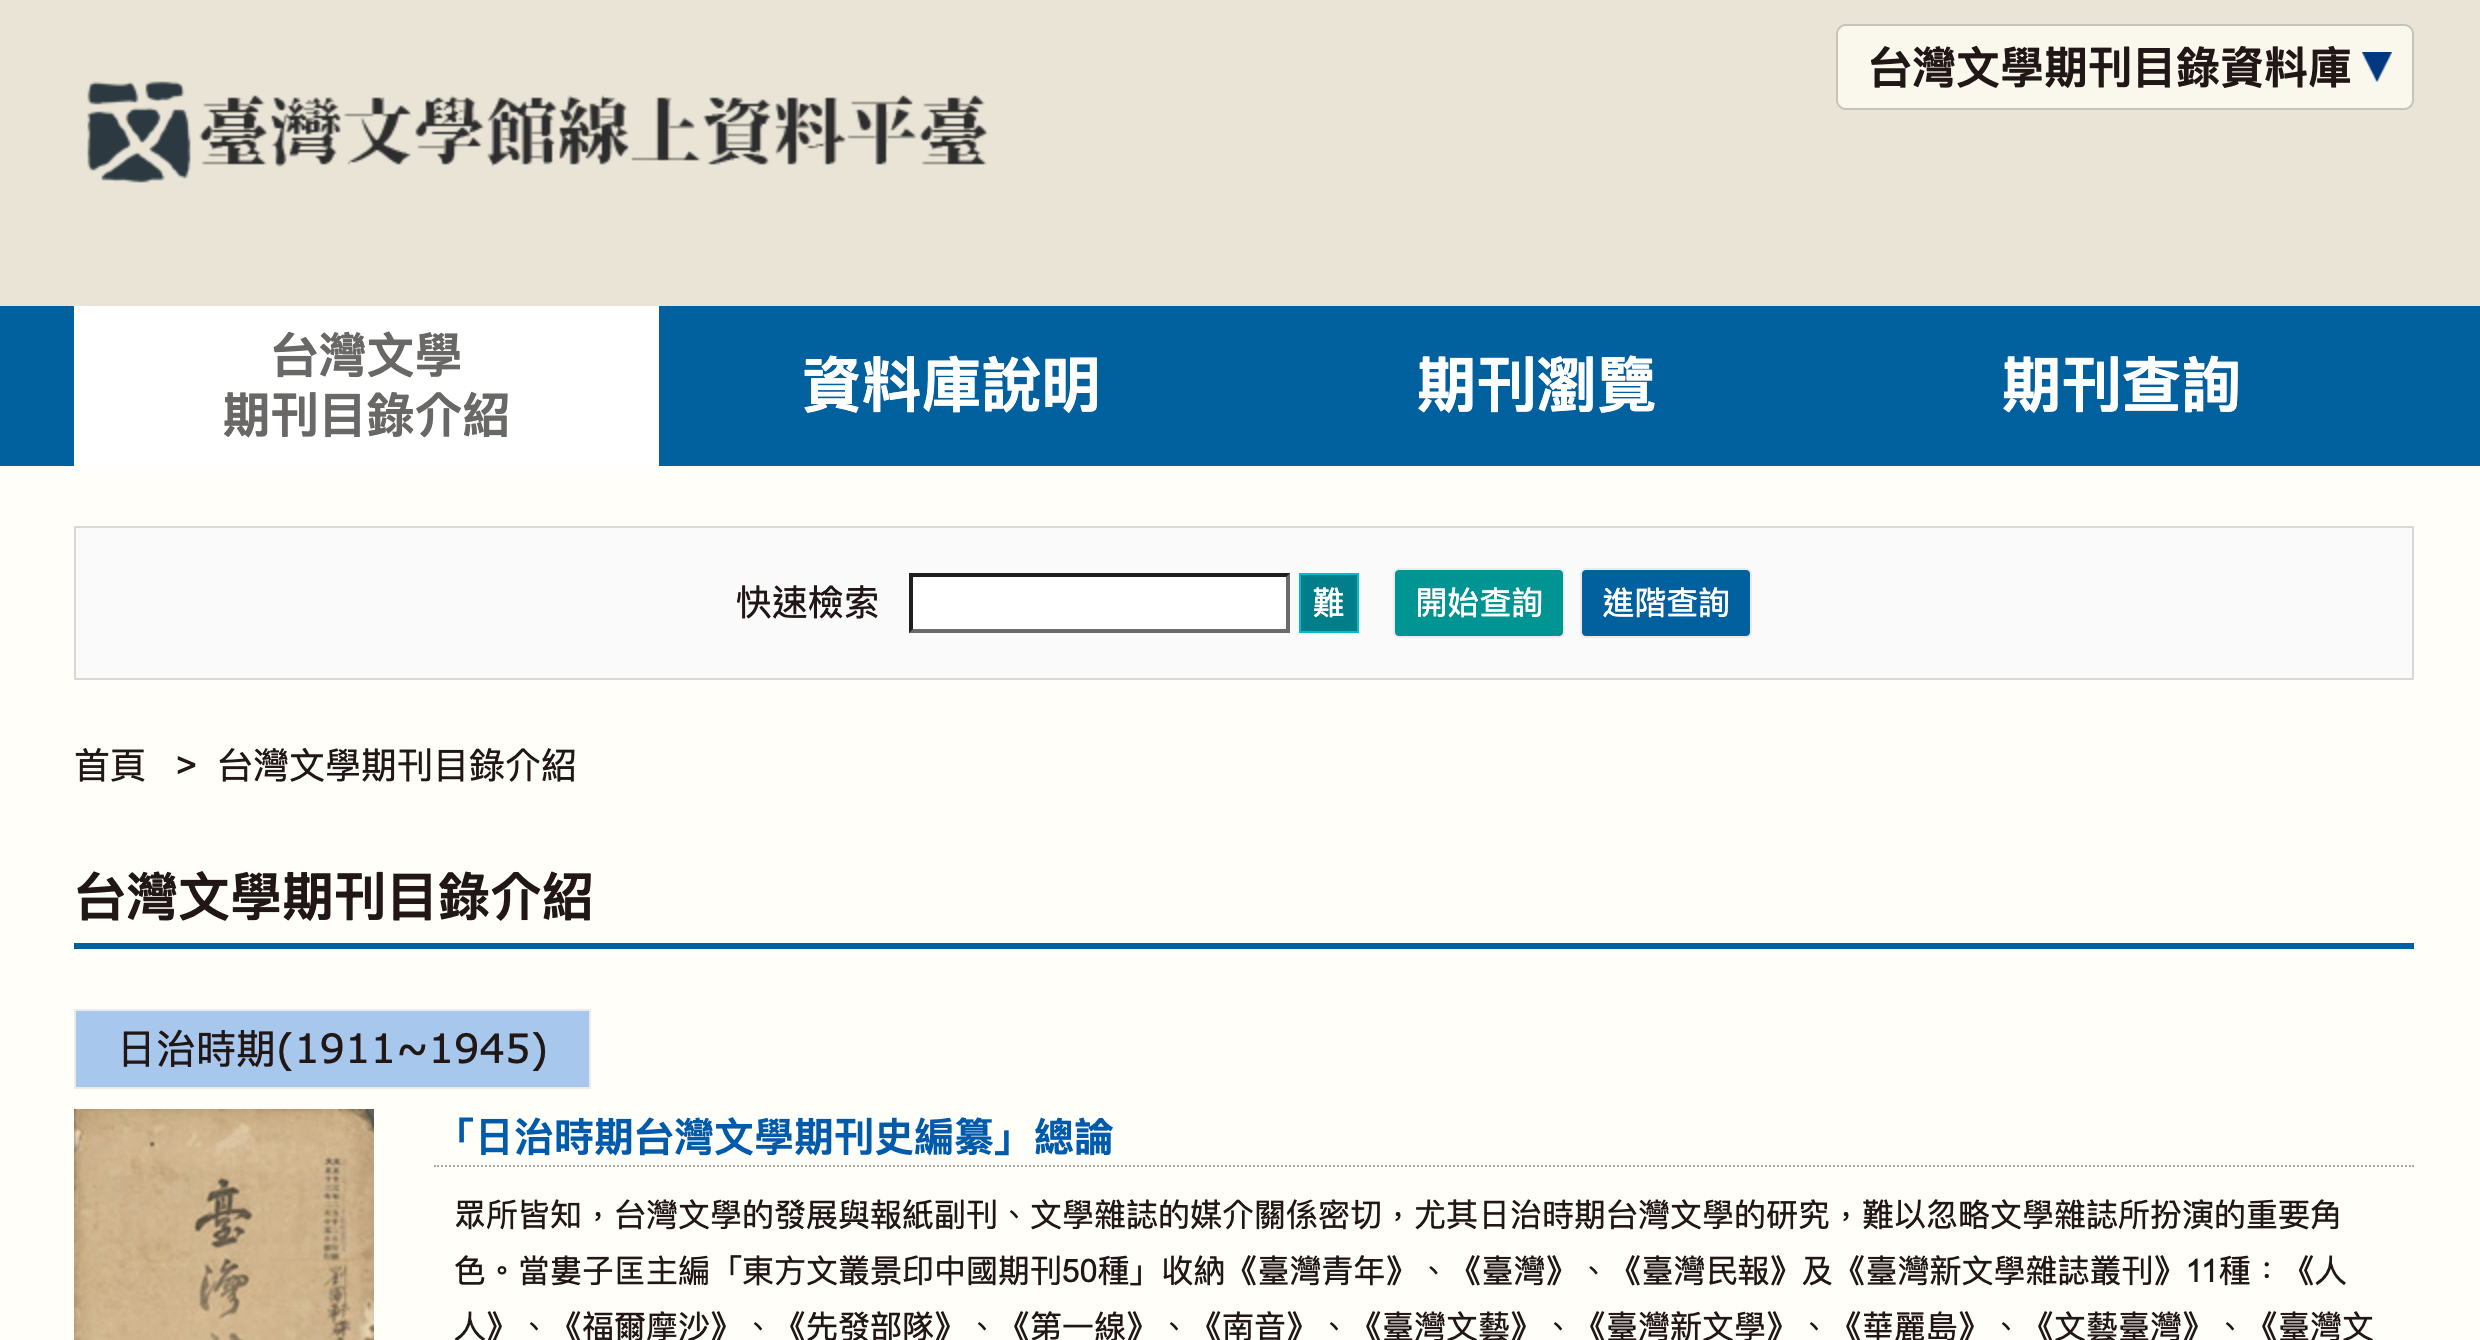 台灣文學期刊目錄資料庫▼
臺灣文學館線上資料平臺
台灣文學
期刊目錄介紹
資料庫說明
期刊瀏覽
期刊查詢
快速檢索
難
開始查詢
進階查詢
首頁 > 台灣文學期刊目錄介紹
台灣文學期刊目錄介紹
日治時期(1911~1945)
臺灣
「日治時期台灣文學期刊史編纂」總論
眾所皆知，台灣文學的發展與報紙副刊、文學雜誌的媒介關係密切，尤其日治時期台灣文學的研究，難以忽略文學雜誌所扮演的重要角
色。當婁子匡主編「東方文叢景印中國期刊50種」收納《臺灣青年》、《臺灣》、《臺灣民報》及《臺灣新文學雜誌叢刊》11種：《人
人》、《福爾摩沙》、《先發部隊》、《第一線》、《南音》、《臺灣文藝》、《臺灣新文學》、《華麗島》、《文藝臺灣》、《臺灣文